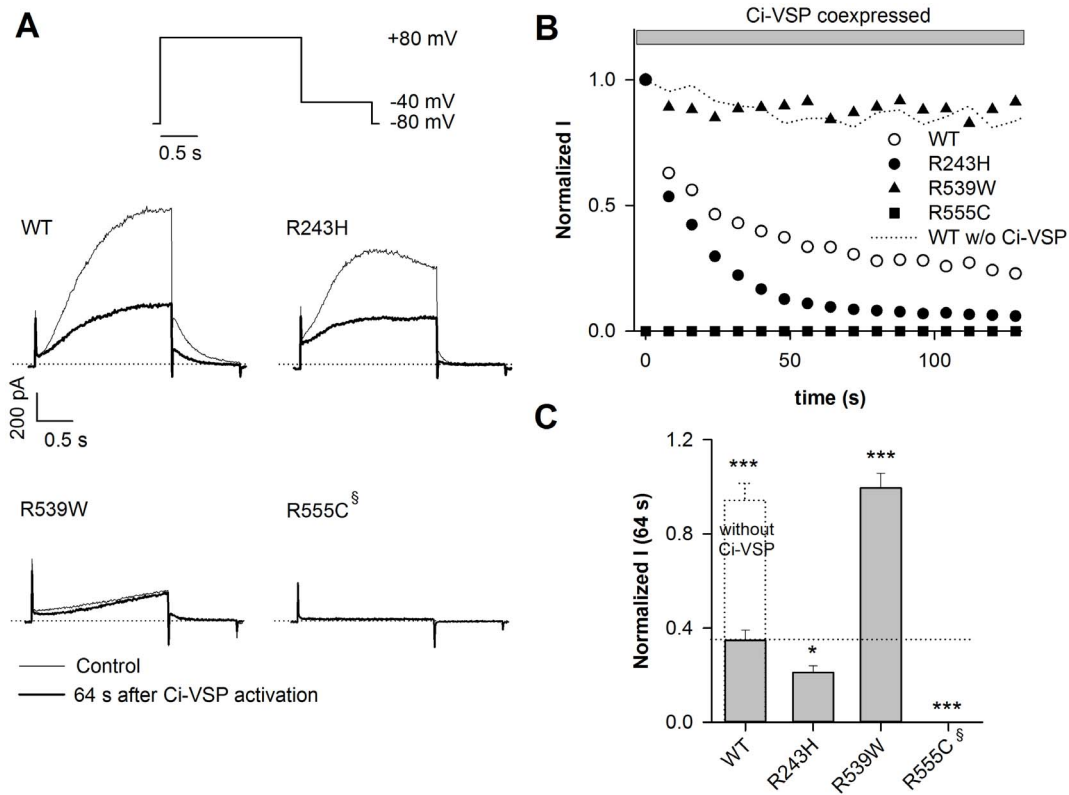 A
+80 mV
-40 mV
-80 mV
0.5 s
WT
R243H
200 pA
0.5 s
R539W
R555C§
Control
64 s after Ci-VSP activation
B
Ci-VSP coexpressed
Normalized I
1.0
0.5
0.0
WT
R243H
R539W
R555C
WT w/o Ci-VSP
0
50
100
time (s)
C
Normalized I (64 s)
1.2
0.8
0.4
0.0
***
without
Ci-VSP
*
***
***
WT
R243H
R539W
R555C§